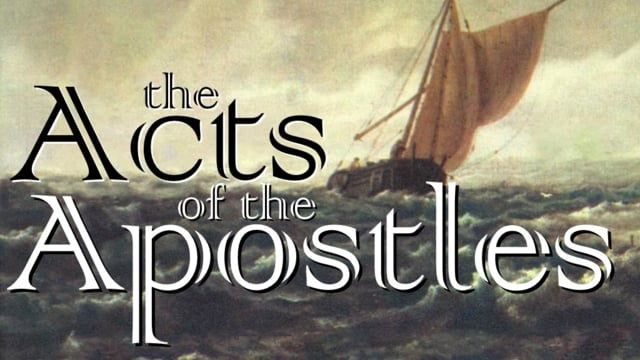 the
Acts
of the
Apostles